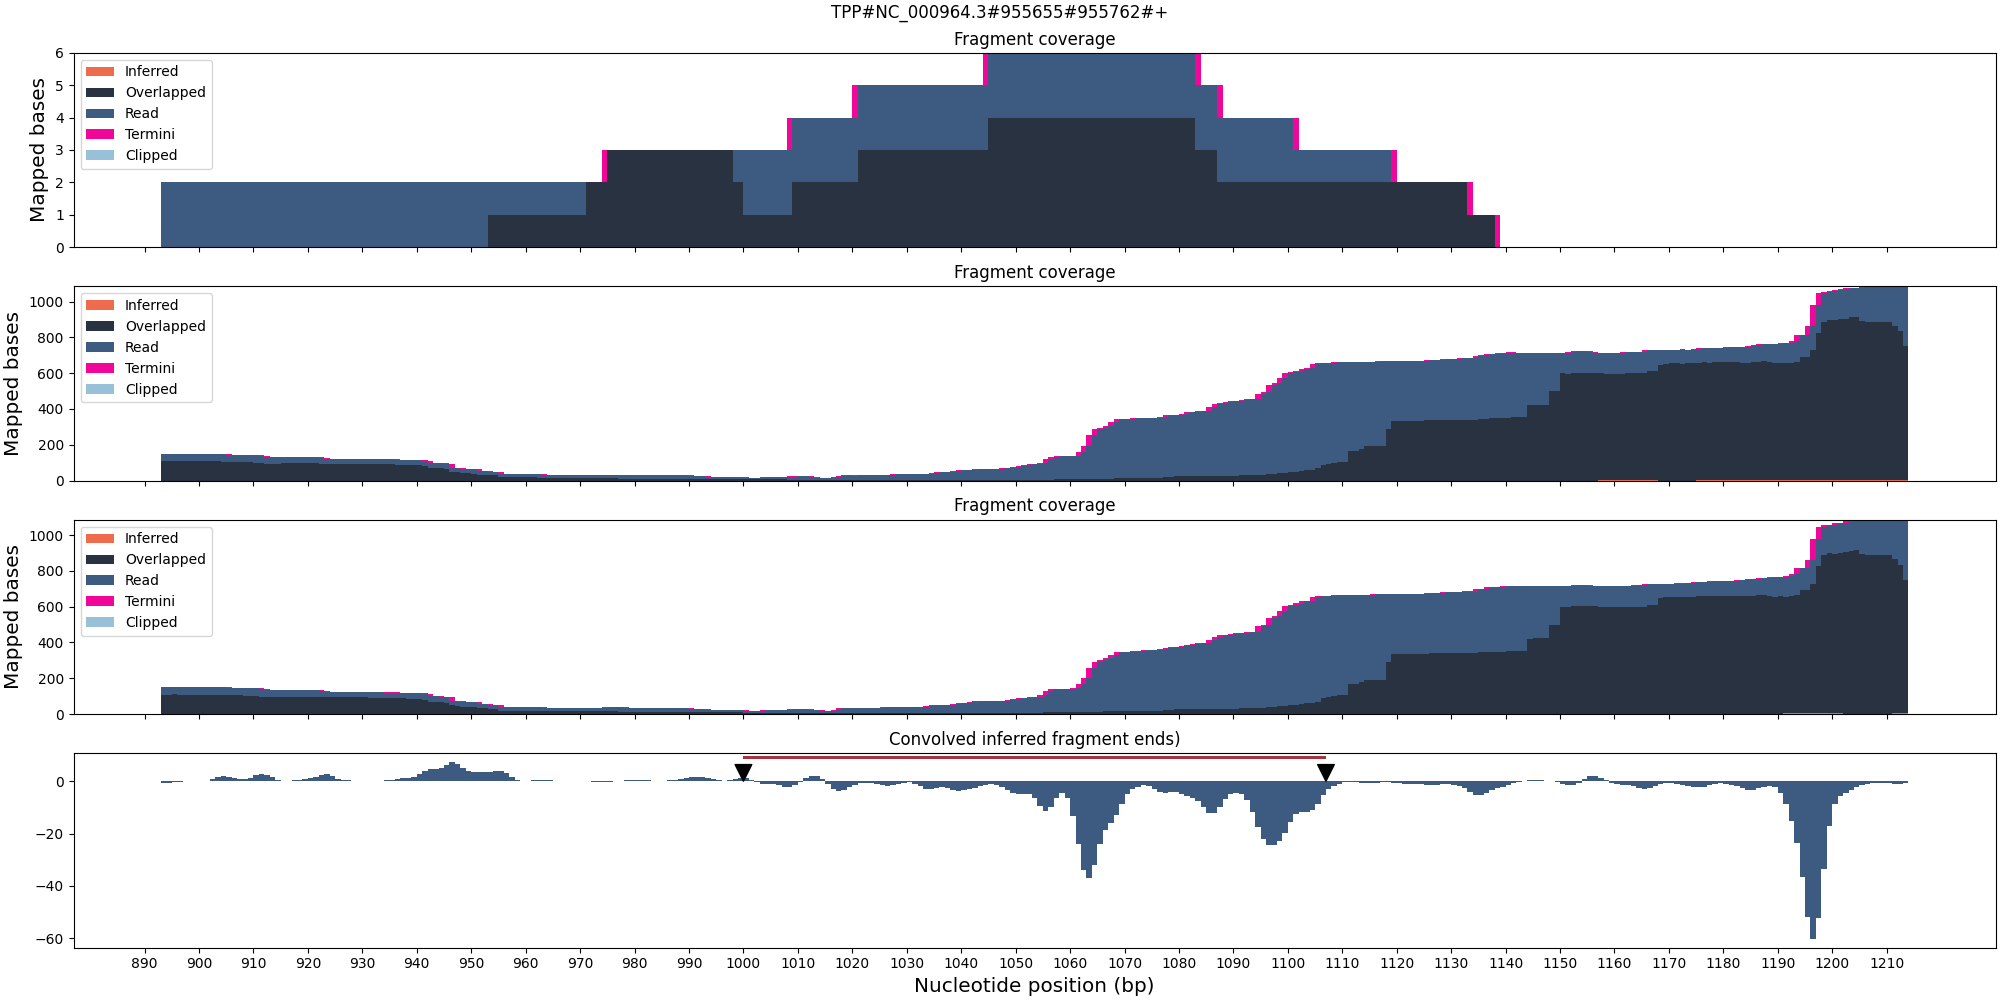 TPP#NC_000964.3#955655#955762#+
Fragment coverage
Mapped bases
6
5
4
3
2
1
0
Inferred
Overlapped
Read
Termini
Clipped
Fragment coverage
Mapped bases
1000
800
600
400
200
0
Inferred
Overlapped
Read
Termini
Clipped
Fragment coverage
Mapped bases
1000
800
600
400
200
0
Inferred
Overlapped
Read
Termini
Clipped
Convolved inferred fragment ends)
0
−20
−40
−60
890 900 910 920 930 940 950 960 970 980 990 1000 1010 1020 1030 1040 1050 1060 1070 1080 1090 1100 1110 1120 1130 1140 1150 1160 1170 1180 1190 1200 1210
Nucleotide position (bp)